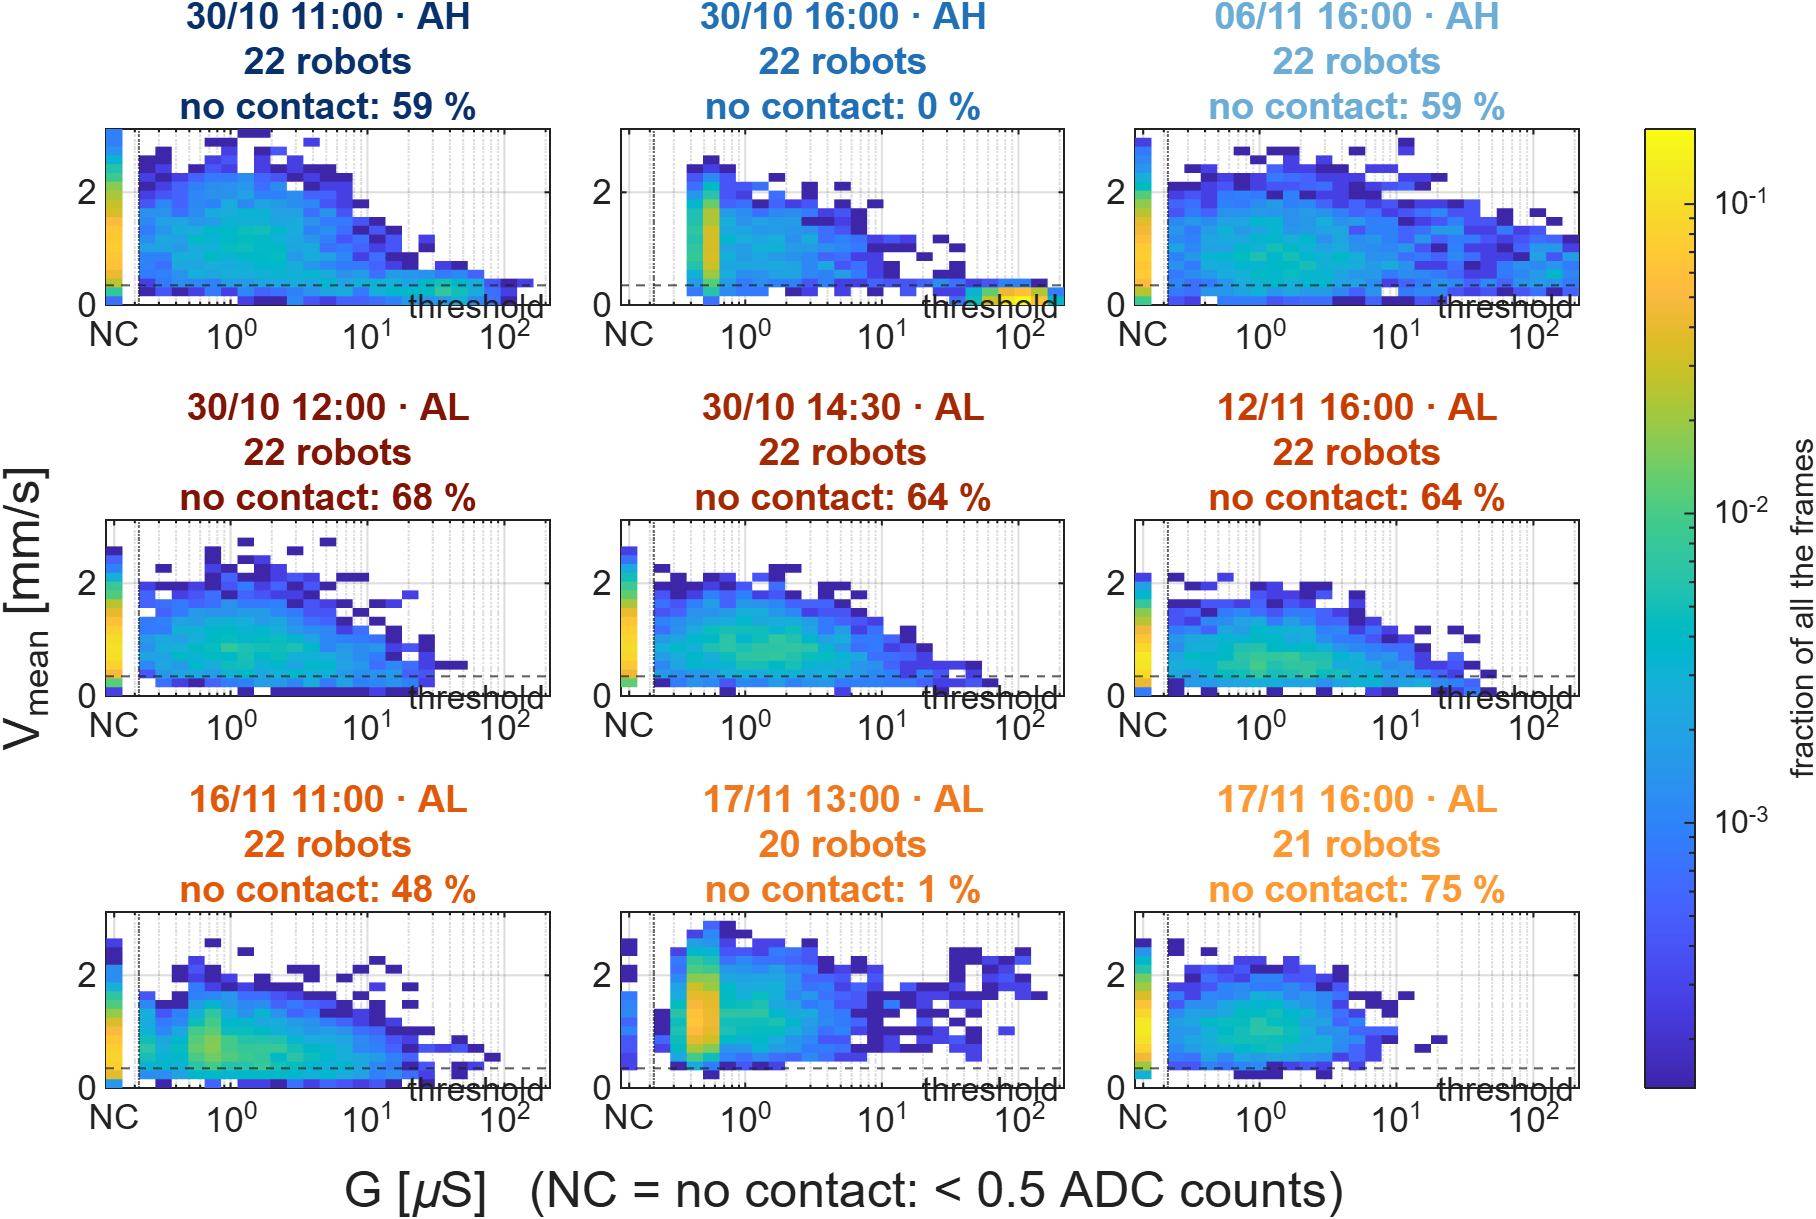 30/10 11:00 · AH
22 robots
no contact: 59 %
30/10 16:00 · AH
22 robots
no contact: 0 %
06/11 16:00 · AH
22 robots
no contact: 59 %
2
0
threshold
NC 10^0 10^1 10^2
2
0
threshold
NC 10^0 10^1 10^2
2
0
threshold
NC 10^0 10^1 10^2
30/10 12:00 · AL
22 robots
no contact: 68 %
30/10 14:30 · AL
22 robots
no contact: 64 %
12/11 16:00 · AL
22 robots
no contact: 64 %
2
0
threshold
NC 10^0 10^1 10^2
2
0
threshold
NC 10^0 10^1 10^2
2
0
threshold
NC 10^0 10^1 10^2
16/11 11:00 · AL
22 robots
no contact: 48 %
17/11 13:00 · AL
20 robots
no contact: 1 %
17/11 16:00 · AL
21 robots
no contact: 75 %
2
0
threshold
NC 10^0 10^1 10^2
2
0
threshold
NC 10^0 10^1 10^2
2
0
threshold
NC 10^0 10^1 10^2
V_mean [mm/s]
G [μS] (NC = no contact: < 0.5 ADC counts)
10^-1
10^-2
10^-3
fraction of all the frames